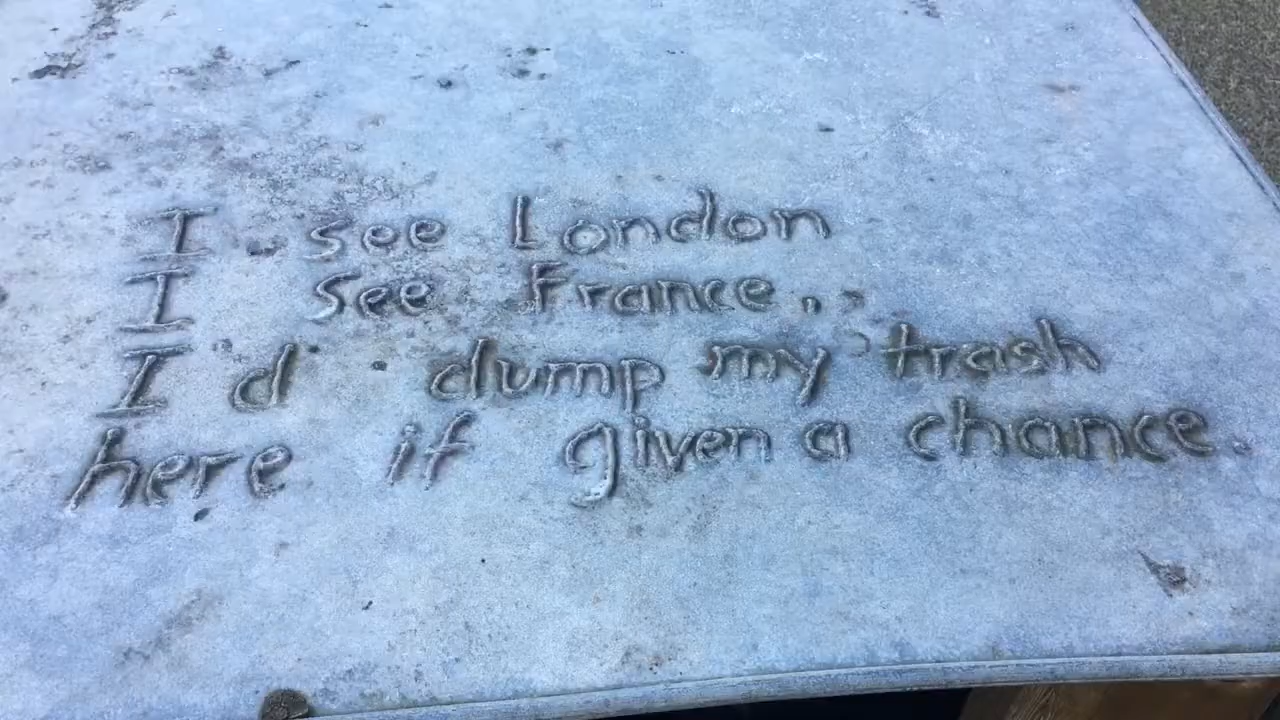 I see London
I see France..
I'd dump my trash
here if given a chance.